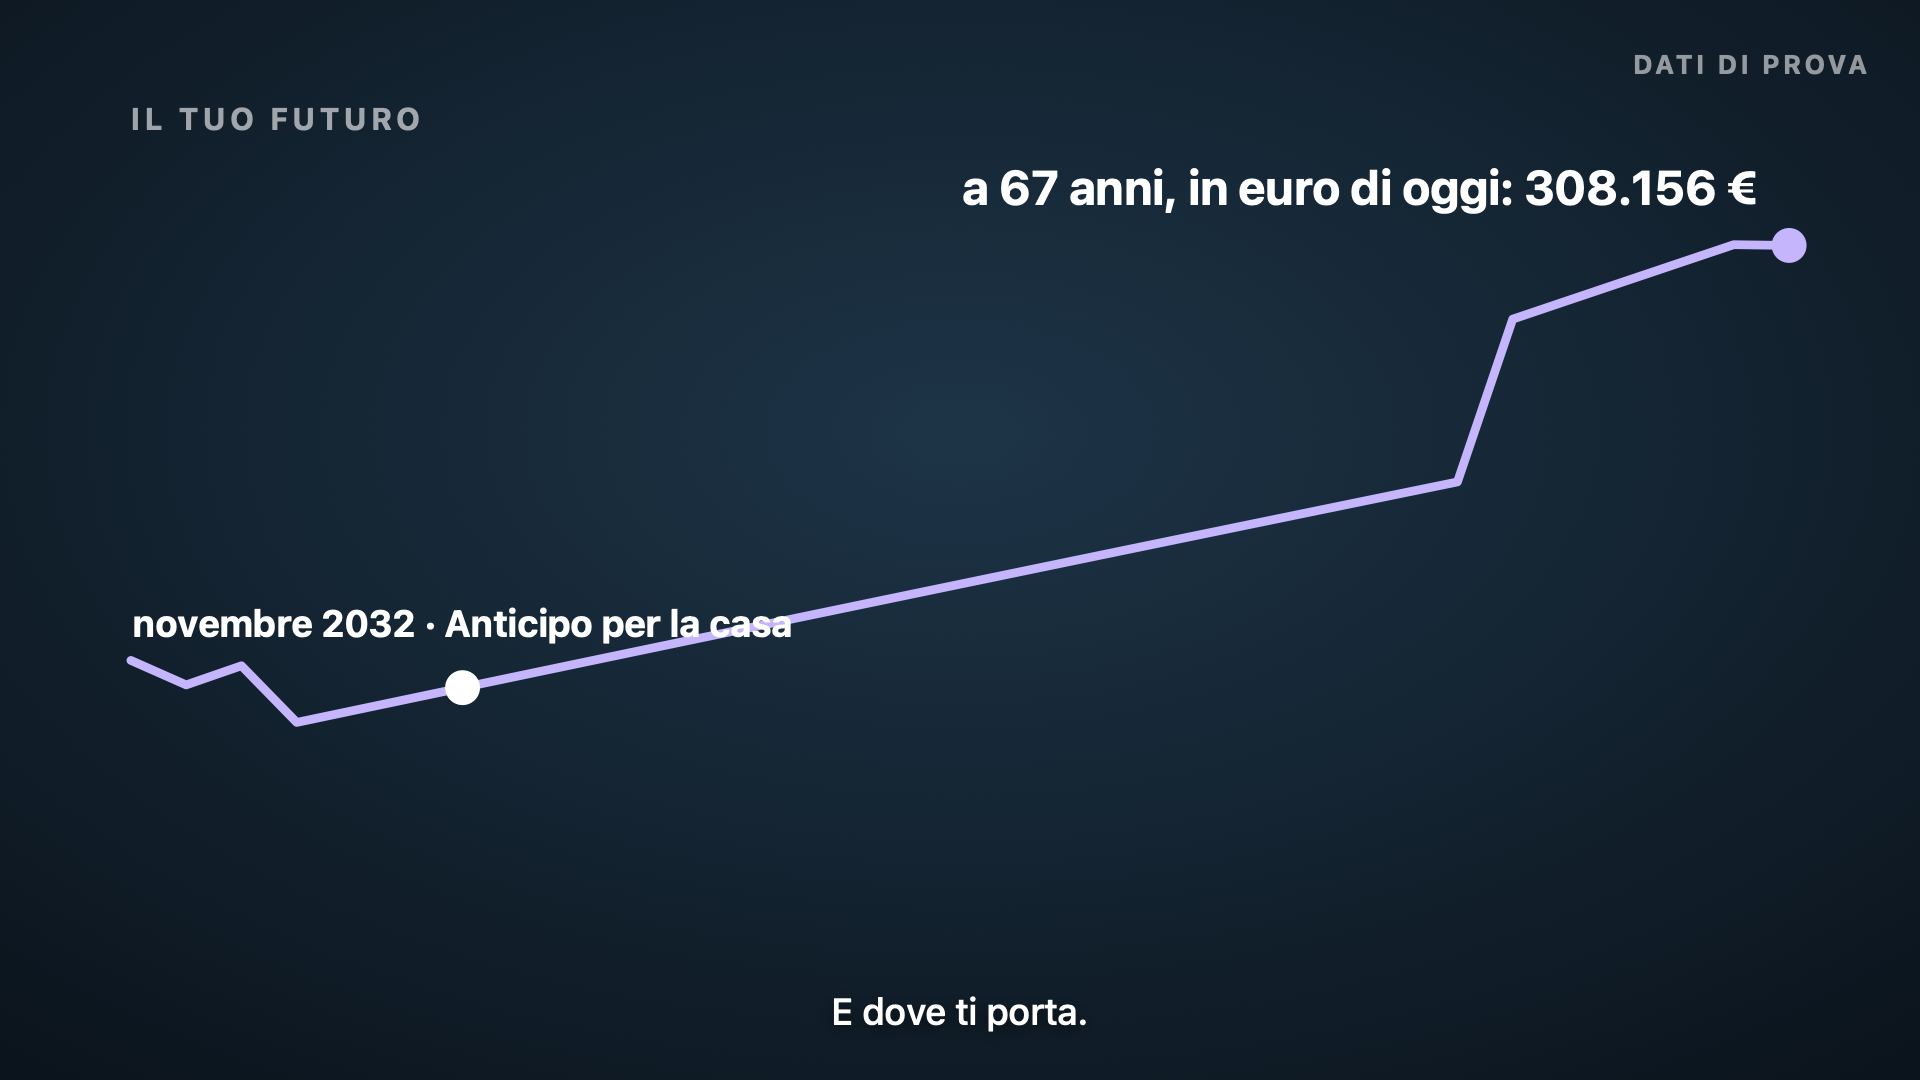 DATI DI PROVA
IL TUO FUTURO
a 67 anni, in euro di oggi: 308.156 €
novembre 2032 · Anticipo per la casa
E dove ti porta.